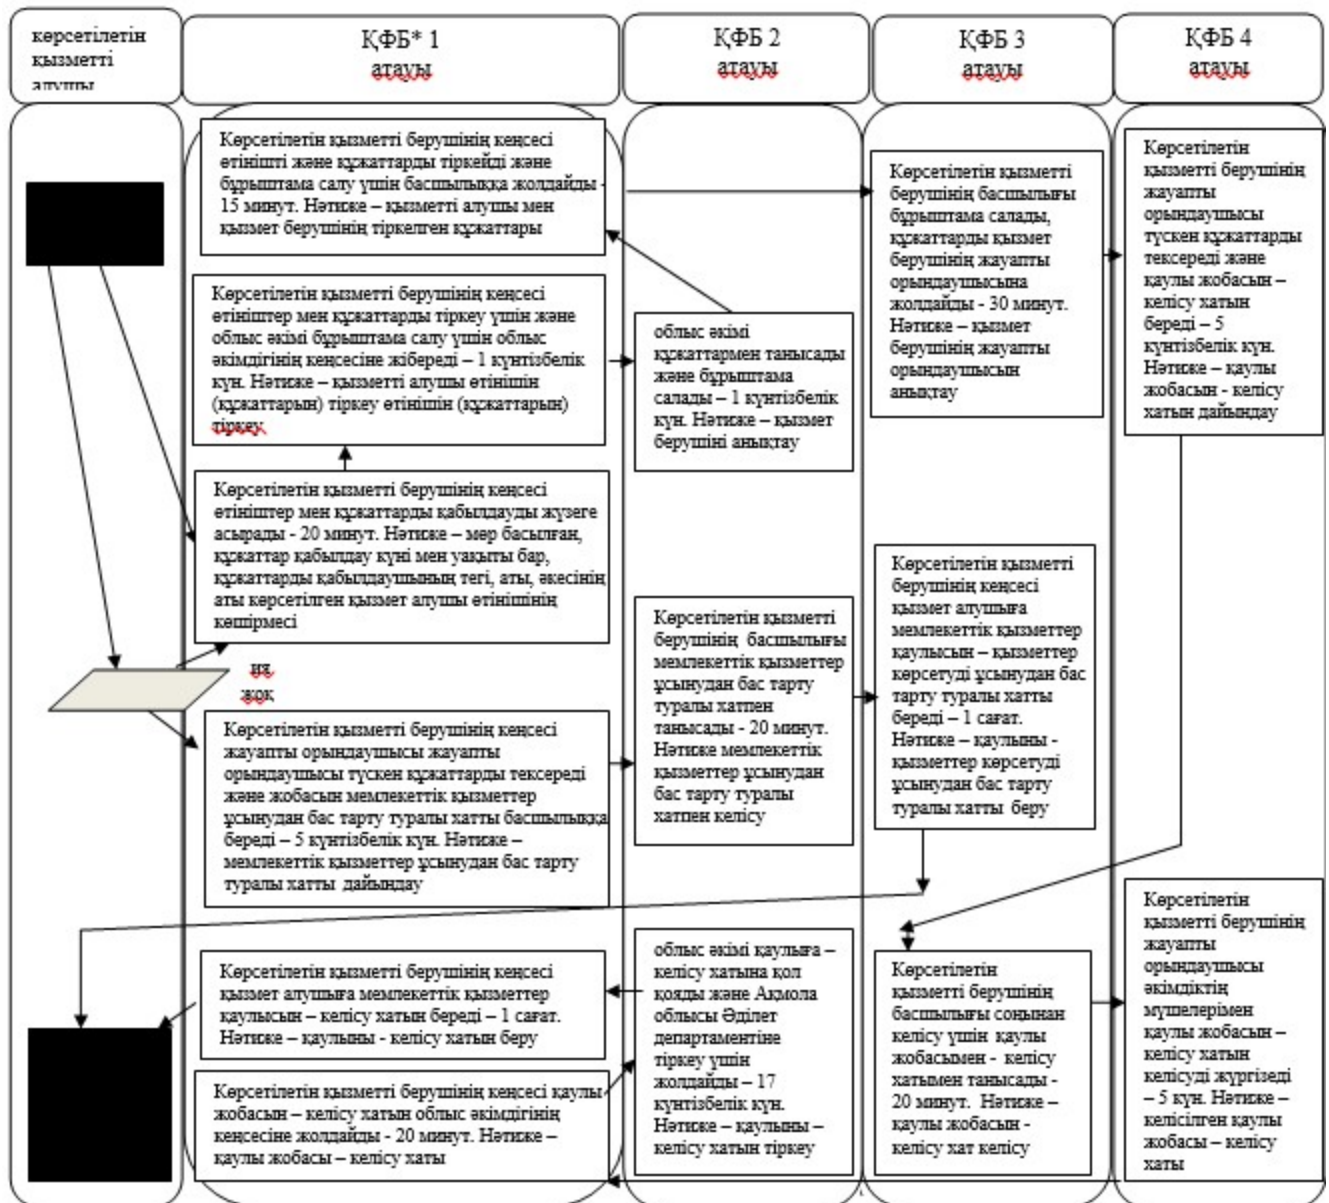 көрсетілетін
қызметті
алушы
ҚФБ* 1
атауы
ҚФБ 2
атауы
ҚФБ 3
атауы
ҚФБ 4
атауы
Көрсетілетін қызметті берушінің кеңсесі
өтінішті және құжаттарды тіркейді және
бұрыштама салу үшін басшылыққа жолдайды -
15 минут. Нәтиже – қызметті алушы мен
қызмет берушінің тіркелген құжаттары
Көрсетілетін қызметті берушінің кеңсесі
өтініштер мен құжаттарды тіркеу үшін және
облыс әкімі бұрыштама салу үшін облыс
әкімдігінің кеңсесіне жібереді – 1 күнтізбелік
күн. Нәтиже – қызметті алушы өтінішін
(құжаттарын) тіркеу өтінішін (құжаттарын)
тіркеу
Көрсетілетін қызметті берушінің кеңсесі
өтініштер мен құжаттарды қабылдауды жүзеге
асырады - 20 минут. Нәтиже – мөр басылған,
құжаттар қабылдау күні мен уақыты бар,
құжаттарды қабылдаушының тегі, аты, әкесінің
аты көрсетілген қызмет алушы өтінішінің
көшірмесі
ия
жоқ
Көрсетілетін қызметті берушінің кеңсесі
жауапты орындаушысы жауапты
орындаушысы түскен құжаттарды тексереді
және жобасын мемлекеттік қызметтер
ұсынудан бас тарту туралы хатты басшылыққа
береді – 5 күнтізбелік күн. Нәтиже –
мемлекеттік қызметтер ұсынудан бас тарту
туралы хатты дайындау
Көрсетілетін қызметті берушінің кеңсесі
қызмет алушыға мемлекеттік қызметтер
қаулысын – келісу хатын береді – 1 сағат.
Нәтиже – қаулыны - келісу хатын беру
Көрсетілетін қызметті берушінің кеңсесі қаулы
жобасын – келісу хатын облыс әкімдігінің
кеңсесіне жолдайды - 20 минут. Нәтиже –
қаулы жобасы – келісу хаты
облыс әкімі
құжаттармен танысады
және бұрыштама
салады – 1 күнтізбелік
күн. Нәтиже – қызмет
берушіні анықтау
Көрсетілетін қызметті
берушінің басшылығы
мемлекеттік қызметтер
ұсынудан бас тарту
туралы хатпен
танысады - 20 минут.
Нәтиже мемлекеттік
қызметтер ұсынудан
бас тарту туралы
хатпен келісу
облыс әкімі қаулыға –
келісу хатына қол
қояды және Ақмола
облысы Әділет
департаментіне
тіркеу үшін
жолдайды – 17
күнтізбелік күн.
Нәтиже – қаулыны –
келісу хатын тіркеу
Көрсетілетін қызметті
берушінің басшылығы
бұрыштама салады,
құжаттарды қызмет
берушінің жауапты
орындаушысына
жолдайды - 30 минут.
Нәтиже – қызмет
берушінің жауапты
орындаушысын
анықтау
Көрсетілетін қызметті
берушінің кеңсесі
қызмет алушыға
мемлекеттік қызметтер
қаулысын – қызметтер
көрсетуді ұсынудан бас
тарту туралы хатты
береді – 1 сағат.
Нәтиже – қаулыны -
қызметтер көрсетуді
ұсынудан бас тарту
туралы хатты беру
Көрсетілетін
қызметті берушінің
басшылығы соңынан
келісу үшін қаулы
жобасымен - келісу
хатымен танысады -
20 минут. Нәтиже –
қаулы жобасын -
келісу хат келісу
Көрсетілетін
қызметті берушінің
жауапты
орындаушысы
түскен құжаттарды
тексереді және
қаулы жобасын –
келісу хатын
береді – 5
күнтізбелік күн.
Нәтиже – қаулы
жобасын - келісу
хатын дайындау
Көрсетілетін
қызметті берушінің
жауапты
орындаушысы
әкімдіктің
мүшелерімен
қаулы жобасын –
келісу хатын
келісуді жүргізеді
– 5 күн. Нәтиже –
келісілген қаулы
жобасы – келісу
хаты